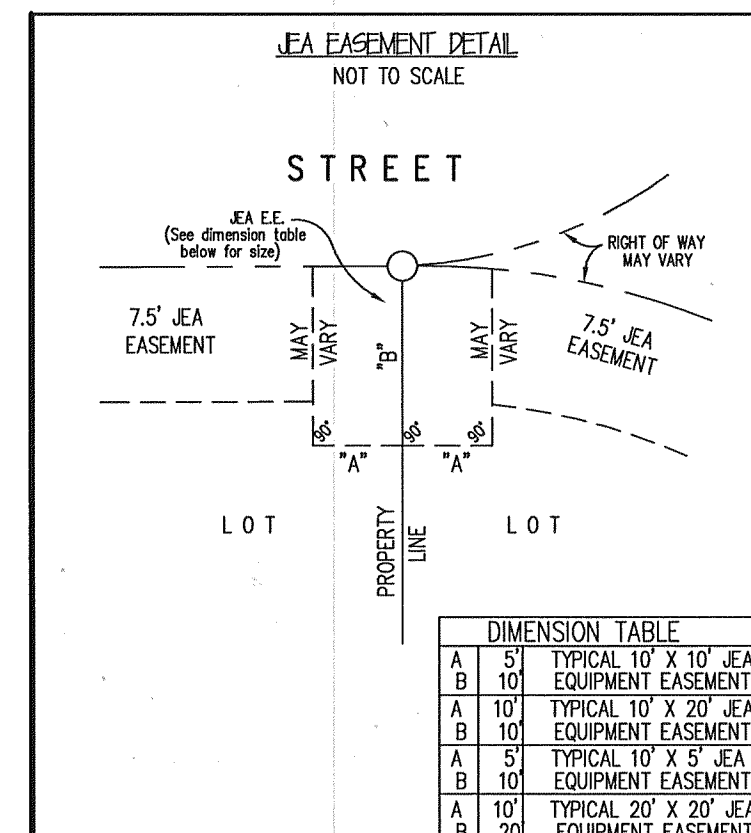 JEA EASEMENT DETAIL
NOT TO SCALE
STREET
JEA E.E.
(See dimension table
below for size)
RIGHT OF WAY
MAY VARY
7.5' JEA
EASEMENT
MAY
VARY
"B"
MAY
VARY
7.5' JEA
EASEMENT
90°
90°
90°
"A"
"A"
LOT
LOT
PROPERTY
LINE
DIMENSION TABLE
A 5' TYPICAL 10' X 10' JEA
B 10' EQUIPMENT EASEMENT
A 10' TYPICAL 10' X 20' JEA
B 10' EQUIPMENT EASEMENT
A 5' TYPICAL 10' X 5' JEA
B 10' EQUIPMENT EASEMENT
A 10' TYPICAL 20' X 20' JEA
B 20' EQUIPMENT EASEMENT